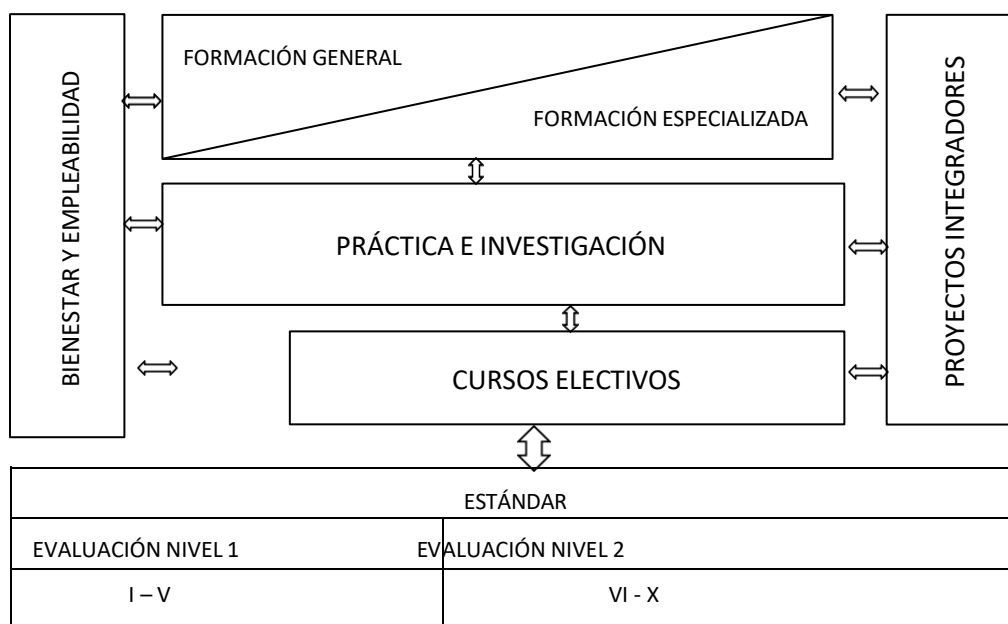 BIENESTAR Y EMPLEABILIDAD
FORMACIÓN GENERAL
FORMACIÓN ESPECIALIZADA
PRÁCTICA E INVESTIGACIÓN
CURSOS ELECTIVOS
PROYECTOS INTEGRADORES
ESTÁNDAR
EVALUACIÓN NIVEL 1
EVALUACIÓN NIVEL 2
I – V
VI - X